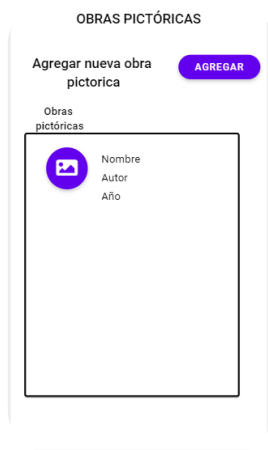 OBRAS PICTÓRICAS
Agregar nueva obra
pictorica
AGREGAR
Obras
pictóricas
Nombre
Autor
Año